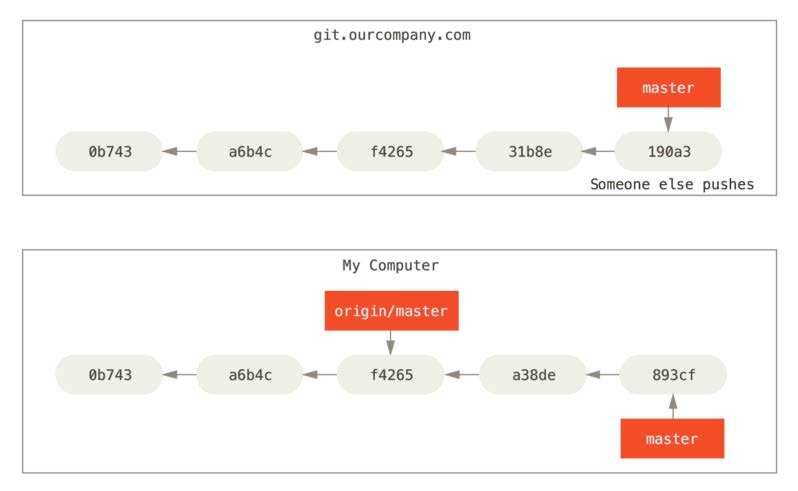 git.ourcompany.com
master
0b743 a6b4c f4265 31b8e 190a3
Someone else pushes
My Computer
origin/master
0b743 a6b4c f4265 a38de 893cf
master